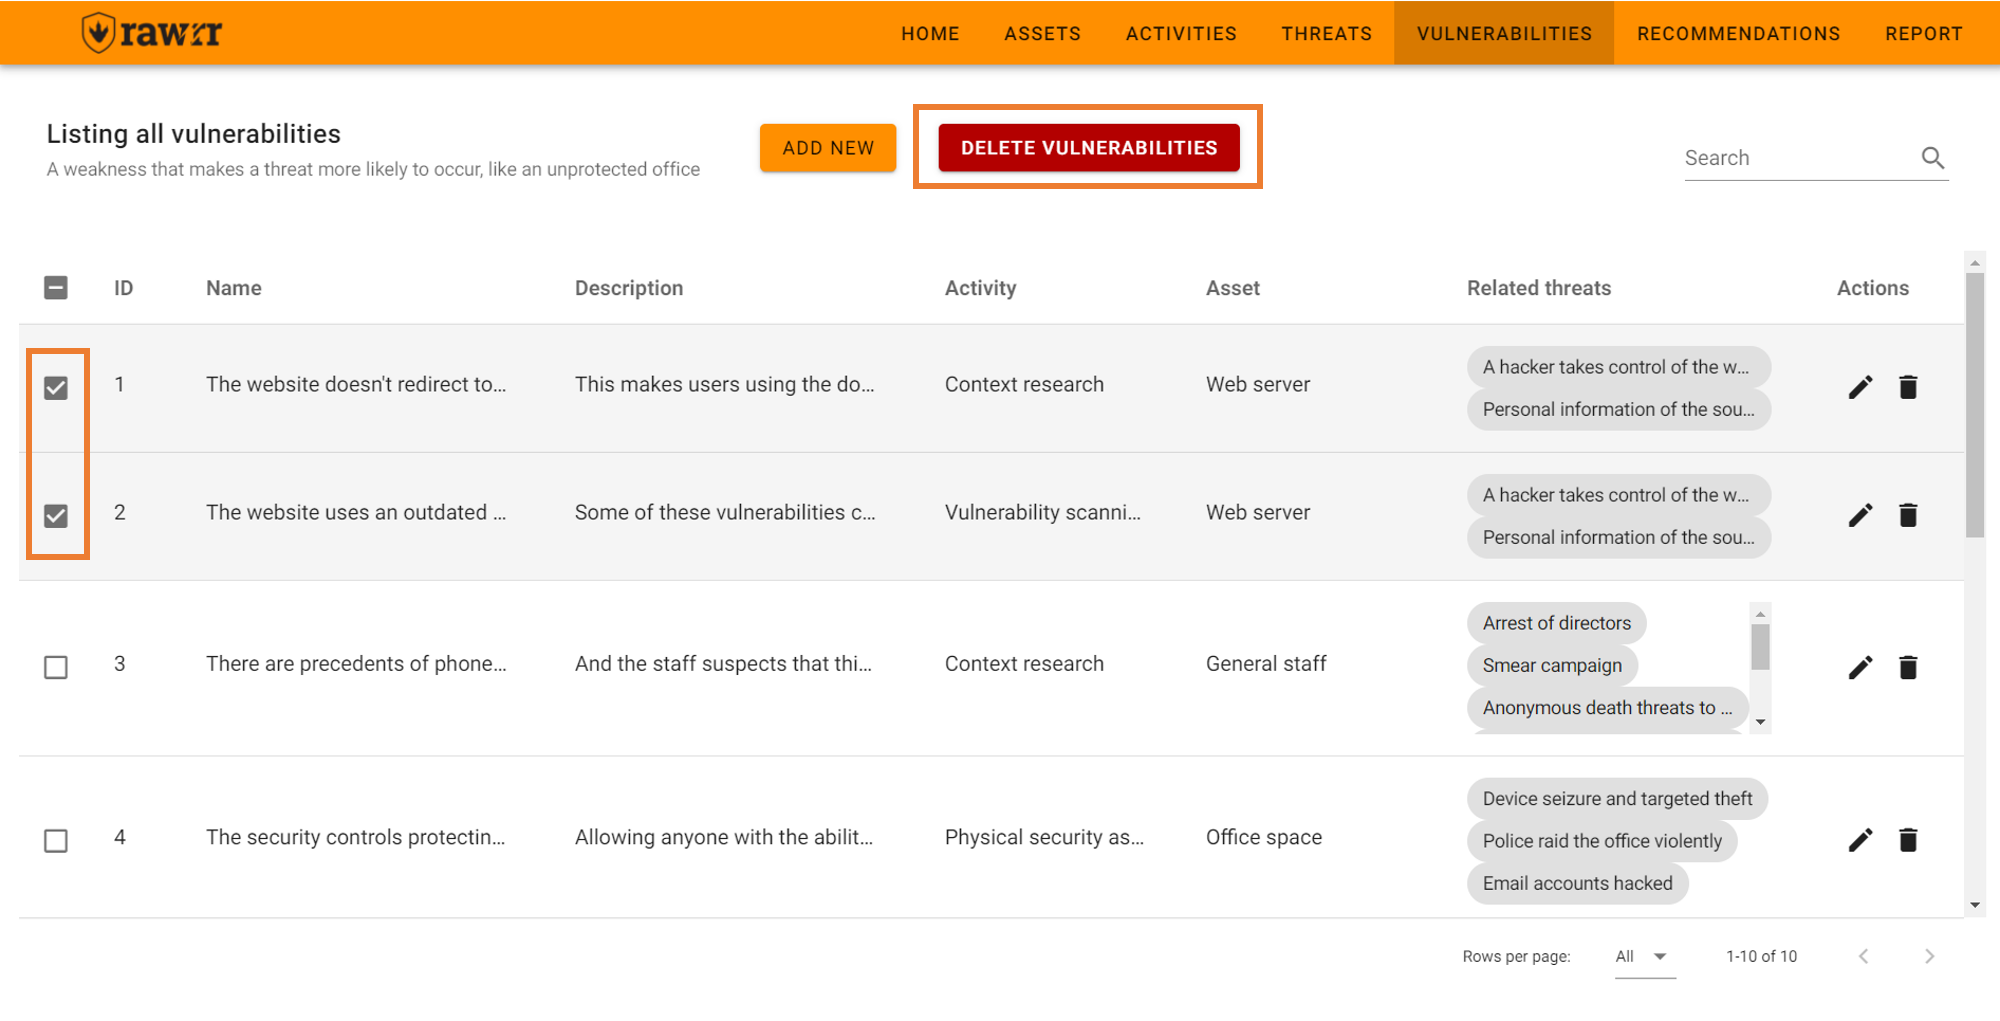 rawrr
HOME ASSETS ACTIVITIES THREATS VULNERABILITIES RECOMMENDATIONS REPORT
Listing all vulnerabilities
A weakness that makes a threat more likely to occur, like an unprotected office
ADD NEW
DELETE VULNERABILITIES
Search
ID Name Description Activity Asset Related threats Actions
1 The website doesn't redirect to... This makes users using the do... Context research Web server
A hacker takes control of the w...
Personal information of the sou...
2 The website uses an outdated ... Some of these vulnerabilities c... Vulnerability scanni... Web server
A hacker takes control of the w...
Personal information of the sou...
3 There are precedents of phone... And the staff suspects that thi... Context research General staff
Arrest of directors
Smear campaign
Anonymous death threats to ...
4 The security controls protectin... Allowing anyone with the abilit... Physical security as... Office space
Device seizure and targeted theft
Police raid the office violently
Email accounts hacked
Rows per page: All 1-10 of 10